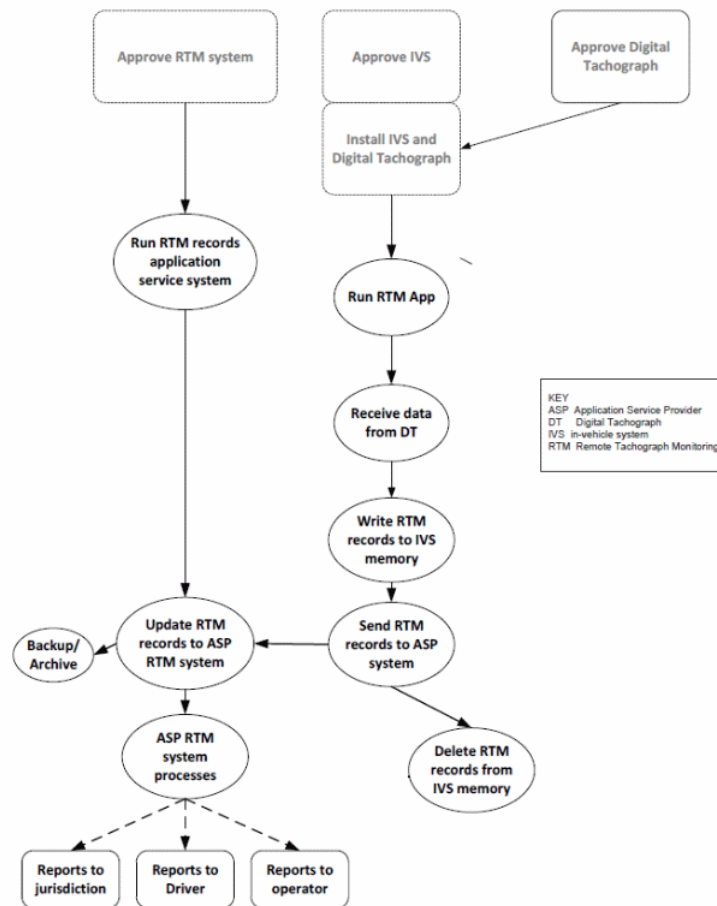 Approve RTM system
Approve IVS
Approve Digital
Tachograph
Install IVS and
Digital Tachograph
Run RTM records
application
service system
Run RTM App
Receive data
from DT
KEY
ASP Application Service Provider
DT Digital Tachograph
IVS in-vehicle system
RTM Remote Tachograph Monitoring
Write RTM
records to IVS
memory
Update RTM
records to ASP
RTM system
Send RTM
records to ASP
system
Backup/
Archive
ASP RTM
system
processes
Delete RTM
records from
IVS memory
Reports to
jurisdiction
Reports to
Driver
Reports to
operator